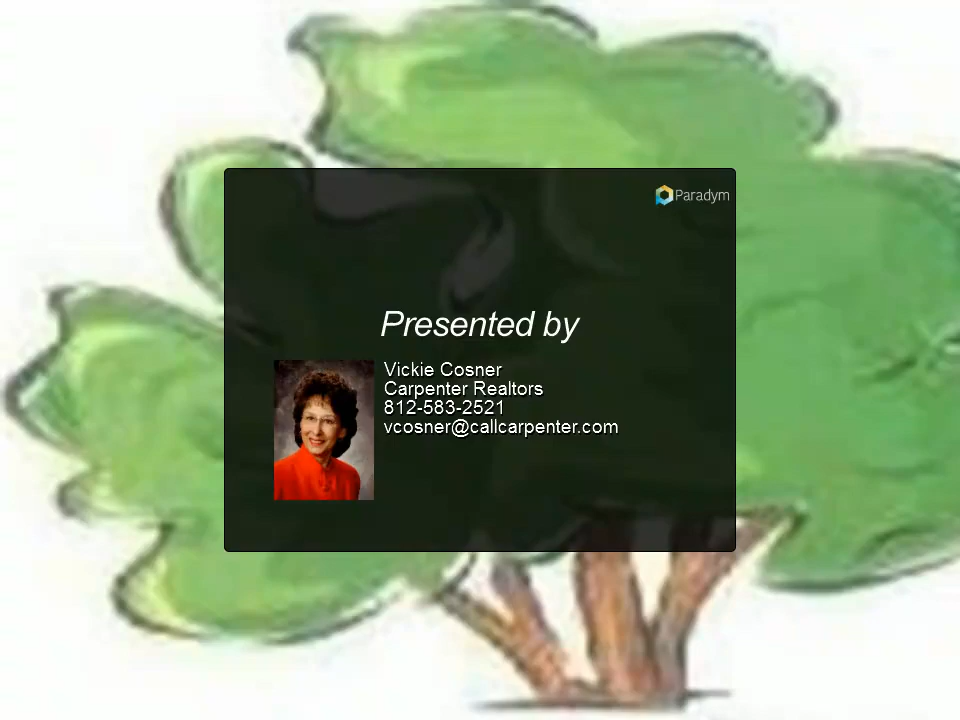 Paradym
Presented by
Vickie Cosner
Carpenter Realtors
812-583-2521
vcosner@callcarpenter.com